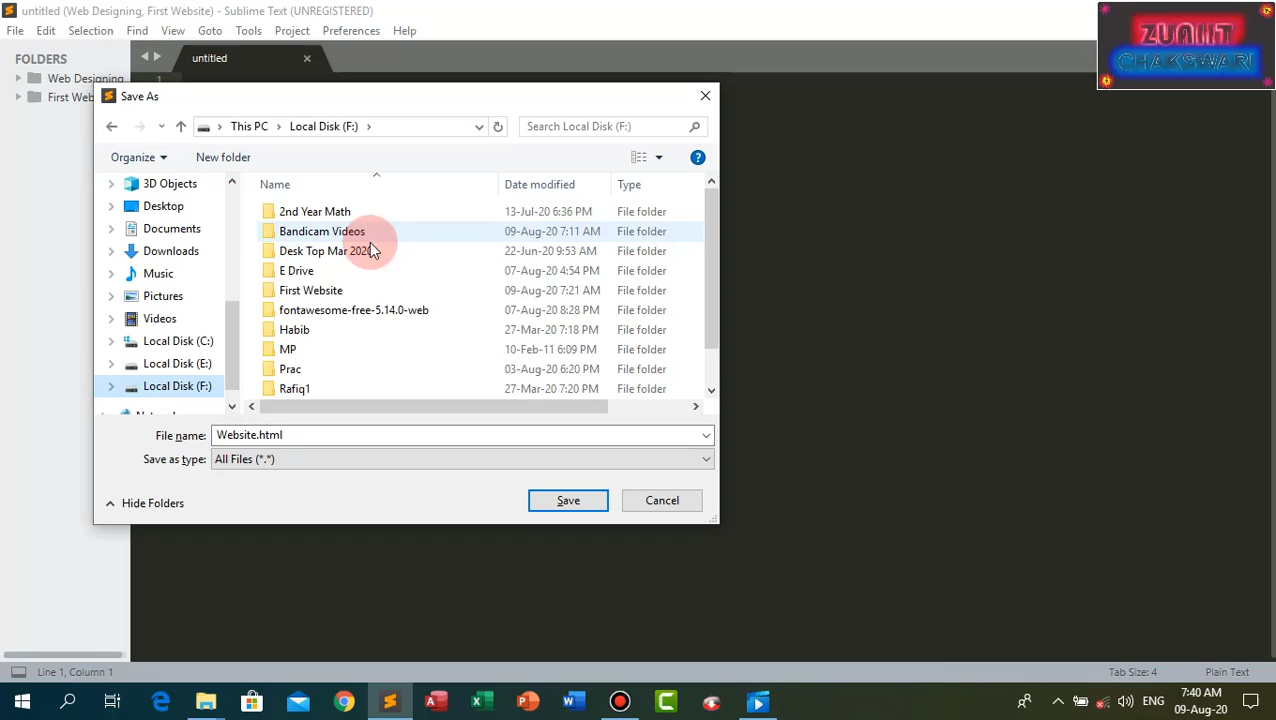 untitled (Web Designing, First Website) - Sublime Text (UNREGISTERED)
File Edit Selection Find View Goto Tools Project Preferences Help
ZUAIIT
CHAKSWARI
FOLDERS
untitled
Web Designing
First Web
1
Save As
This PC Local Disk (F:)
Search Local Disk (F:)
Organize New folder
Name Date modified Type
3D Objects
Desktop
Documents
Downloads
Music
Pictures
Videos
Local Disk (C:)
Local Disk (E:)
Local Disk (F:)
2nd Year Math 13-Jul-20 6:36 PM File folder
Bandicam Videos 09-Aug-20 7:11 AM File folder
Desk Top Mar 2020 22-Jun-20 9:53 AM File folder
E Drive 07-Aug-20 4:54 PM File folder
First Website 09-Aug-20 7:21 AM File folder
fontawesome-free-5.14.0-web 07-Aug-20 8:28 PM File folder
Habib 27-Mar-20 7:18 PM File folder
MP 10-Feb-11 6:09 PM File folder
Prac 03-Aug-20 6:20 PM File folder
Rafiq1 27-Mar-20 7:20 PM File folder
File name: Website.html
Save as type: All Files (*.*)
Hide Folders
Save Cancel
Line 1, Column 1
Tab Size: 4 Plain Text
ENG
7:40 AM
09-Aug-20